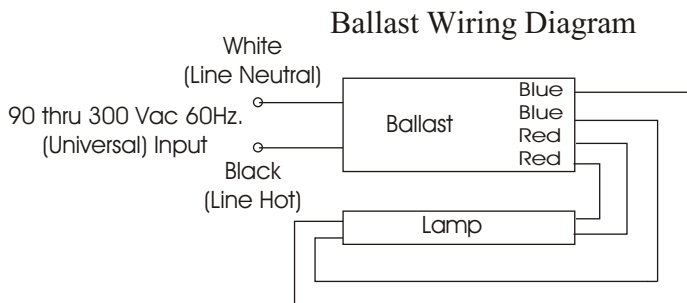 Ballast Wiring Diagram
White
(Line Neutral)
90 thru 300 Vac 60Hz.
(Universal) Input
Black
(Line Hot)
Ballast
Blue
Blue
Red
Red
Lamp